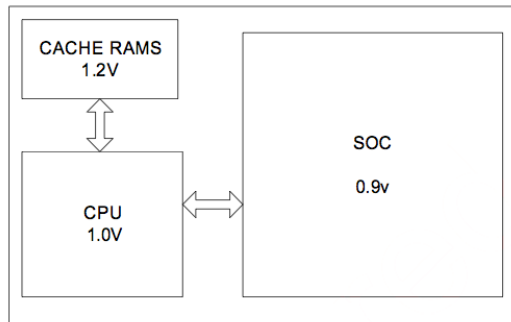 CACHE RAMS
1.2V
CPU
1.0V
SOC
0.9v